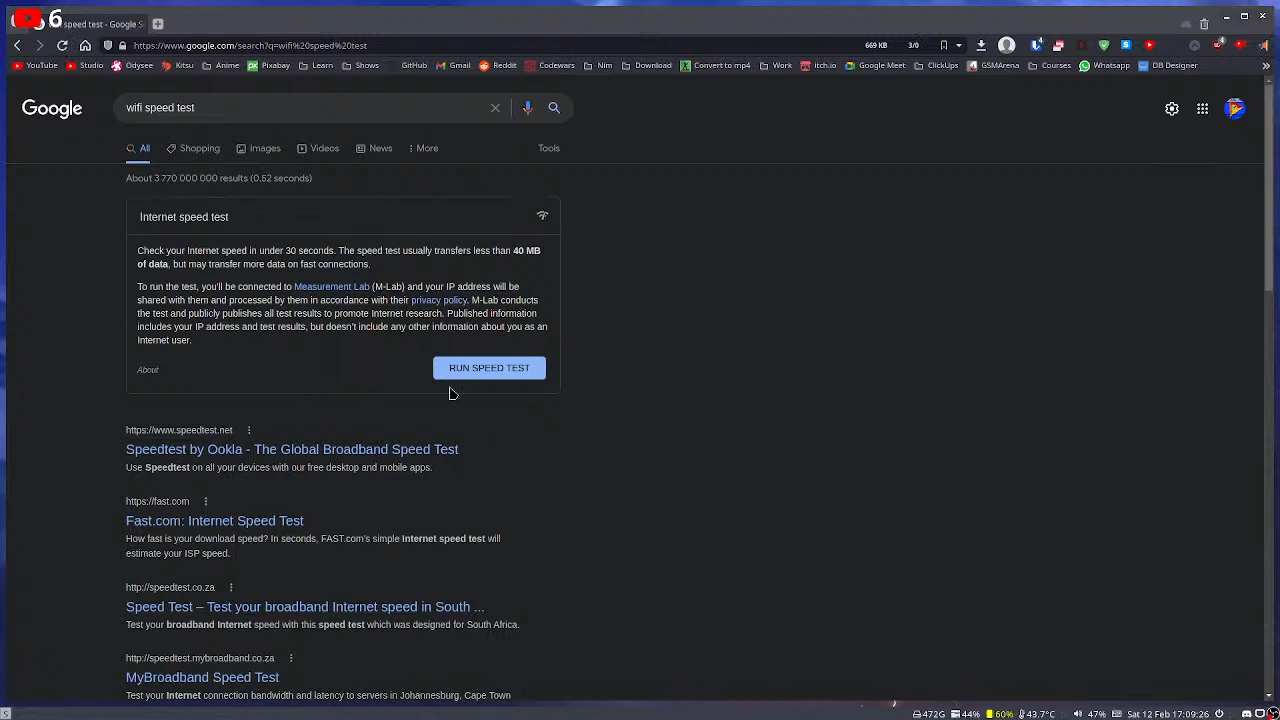 6
speed test - Google S
https://www.google.com/search?q=wifi%20speed%20test
669 KB
3/0
4
4
YouTube
Studio
Odysee
Kitsu
Anime
Pixabay
Learn
Shows
GitHub
Gmail
Reddit
Codewars
Nim
Download
Convert to mp4
Work
itch.io
Google Meet
ClickUps
GSMArena
Courses
Whatsapp
DB Designer
Google
wifi speed test
All
Shopping
Images
Videos
News
More
Tools
About 3 770 000 000 results (0.52 seconds)
Internet speed test
Check your Internet speed in under 30 seconds. The speed test usually transfers less than 40 MB
of data, but may transfer more data on fast connections.
To run the test, you'll be connected to Measurement Lab (M-Lab) and your IP address will be
shared with them and processed by them in accordance with their privacy policy. M-Lab conducts
the test and publicly publishes all test results to promote Internet research. Published information
includes your IP address and test results, but doesn't include any other information about you as an
Internet user.
About
RUN SPEED TEST
https://www.speedtest.net
Speedtest by Ookla - The Global Broadband Speed Test
Use Speedtest on all your devices with our free desktop and mobile apps.
https://fast.com
Fast.com: Internet Speed Test
How fast is your download speed? In seconds, FAST.com's simple Internet speed test will
estimate your ISP speed.
http://speedtest.co.za
Speed Test – Test your broadband Internet speed in South ...
Test your broadband Internet speed with this speed test which was designed for South Africa.
http://speedtest.mybroadband.co.za
MyBroadband Speed Test
Test your Internet connection bandwidth and latency to servers in Johannesburg, Cape Town
472G
44%
60%
43.7°C
47%
Sat 12 Feb 17:09:26